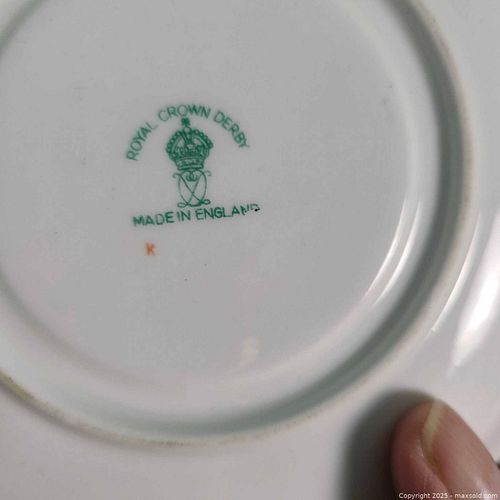 ROYAL CROWN DERBY
MADE IN ENGLAND
K
Copyright 2025 - maxsold.com